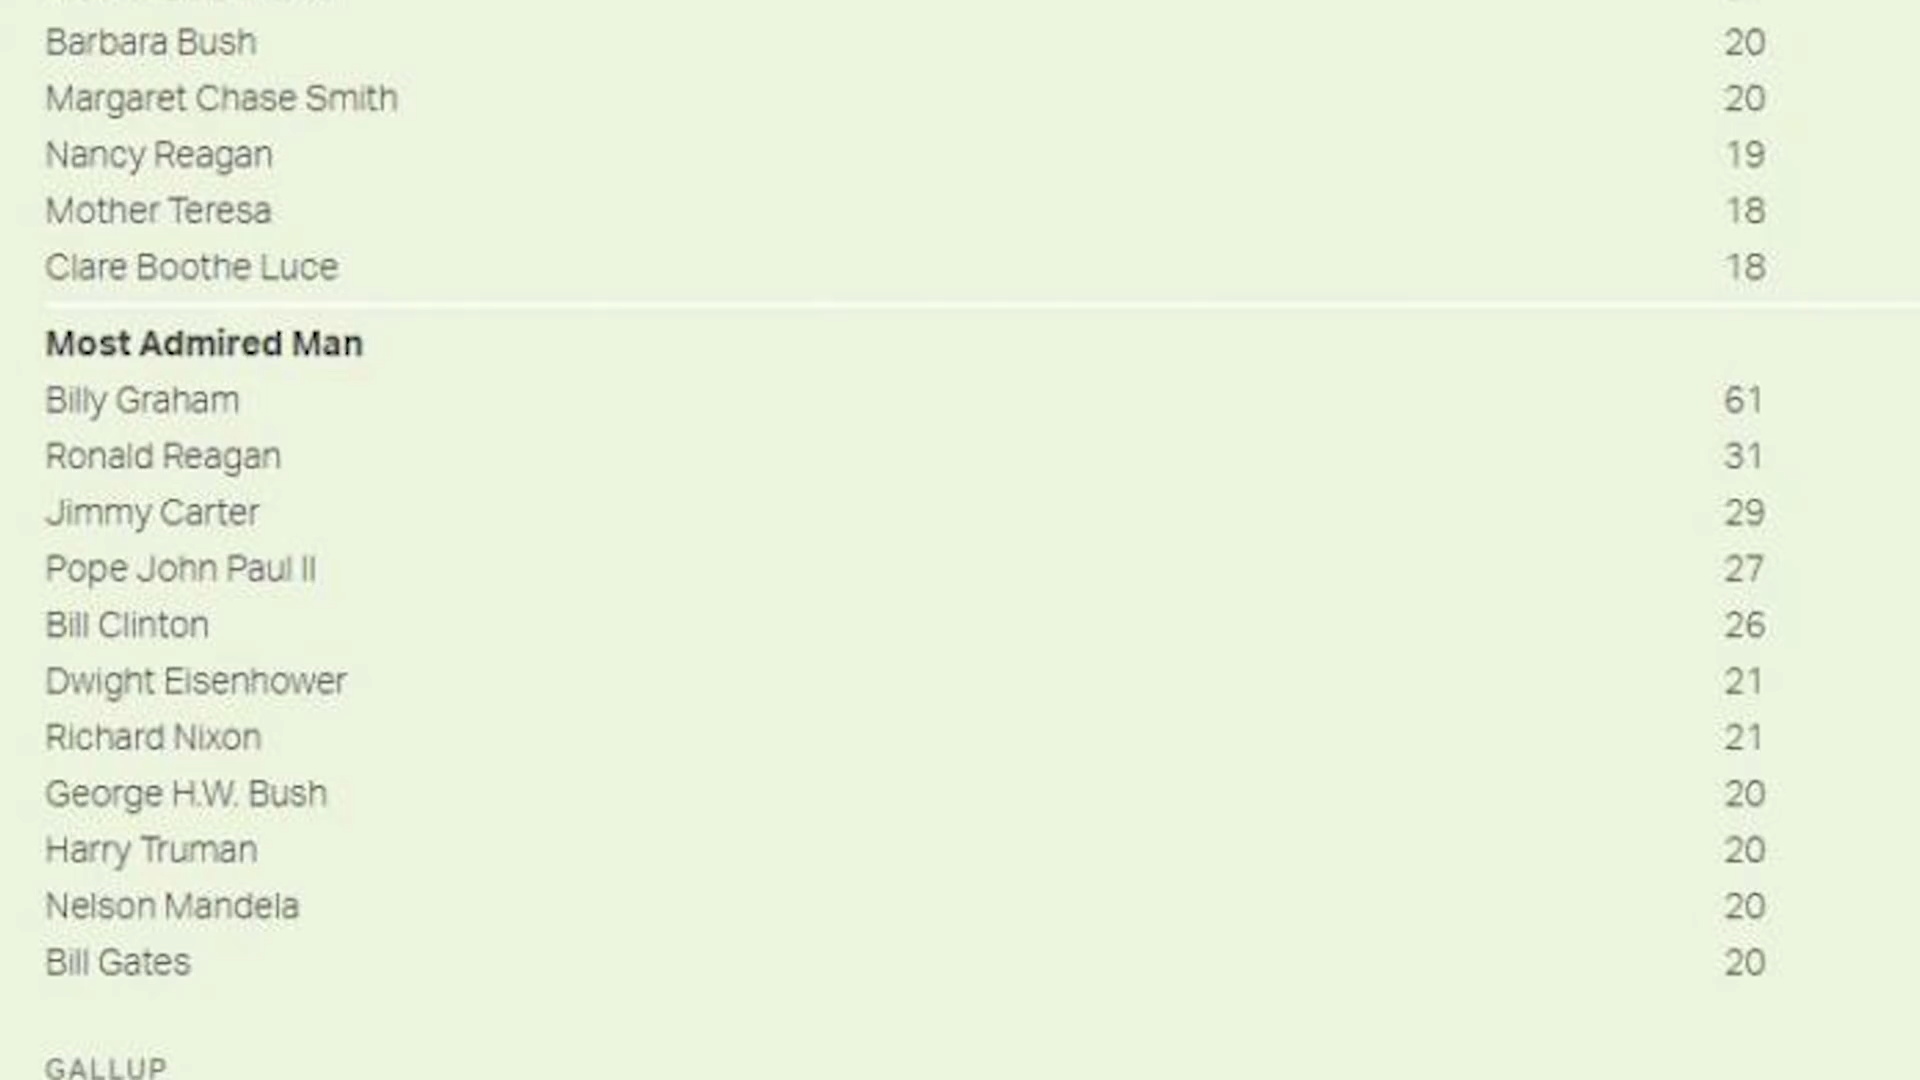 Barbara Bush 20
Margaret Chase Smith 20
Nancy Reagan 19
Mother Teresa 18
Clare Boothe Luce 18
Most Admired Man
Billy Graham 61
Ronald Reagan 31
Jimmy Carter 29
Pope John Paul II 27
Bill Clinton 26
Dwight Eisenhower 21
Richard Nixon 21
George H.W. Bush 20
Harry Truman 20
Nelson Mandela 20
Bill Gates 20
GALLUP